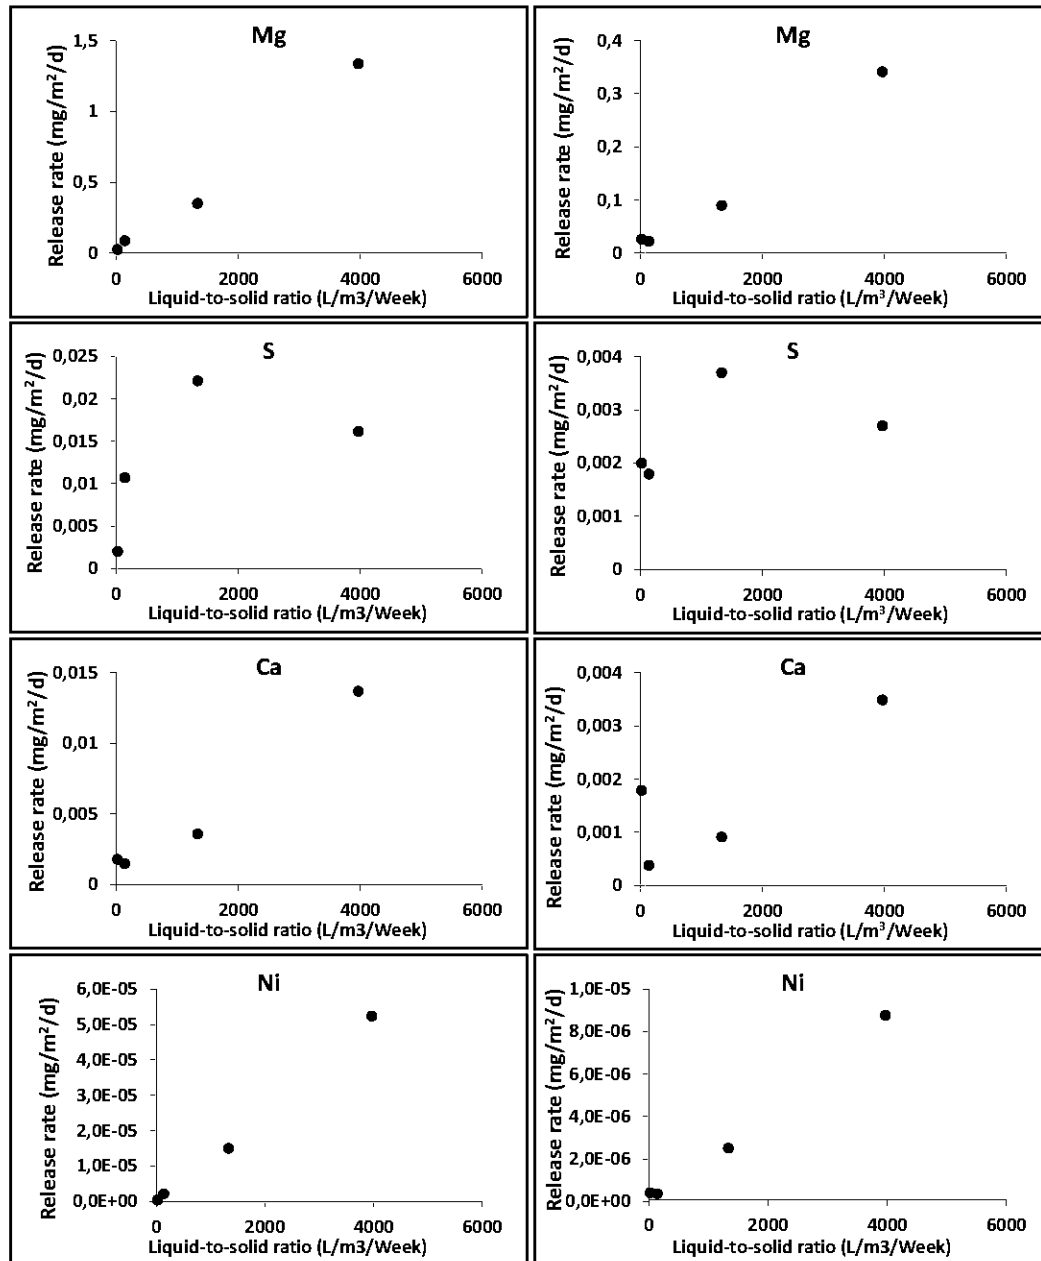 Mg
Release rate (mg/m²/d)
1,5
1
0,5
0
0
2000
4000
6000
Liquid-to-solid ratio (L/m3/Week)
Mg
Release rate (mg/m²/d)
0,4
0,3
0,2
0,1
0
0
2000
4000
6000
Liquid-to-solid ratio (L/m³/Week)
S
Release rate (mg/m²/d)
0,025
0,02
0,015
0,01
0,005
0
0
2000
4000
6000
Liquid-to-solid ratio (L/m3/Week)
S
Release rate (mg/m²/d)
0,004
0,003
0,002
0,001
0
0
2000
4000
6000
Liquid-to-solid ratio (L/m³/Week)
Ca
Release rate (mg/m²/d)
0,015
0,01
0,005
0
0
2000
4000
6000
Liquid-to-solid ratio (L/m3/Week)
Ca
Release rate (mg/m²/d)
0,004
0,003
0,002
0,001
0
0
2000
4000
6000
Liquid-to-solid ratio (L/m³/Week)
Ni
Release rate (mg/m²/d)
6,0E-05
5,0E-05
4,0E-05
3,0E-05
2,0E-05
1,0E-05
0,0E+00
0
2000
4000
6000
Liquid-to-solid ratio (L/m3/Week)
Ni
Release rate (mg/m²/d)
1,0E-05
8,0E-06
6,0E-06
4,0E-06
2,0E-06
0,0E+00
0
2000
4000
6000
Liquid-to-solid ratio (L/m3/Week)